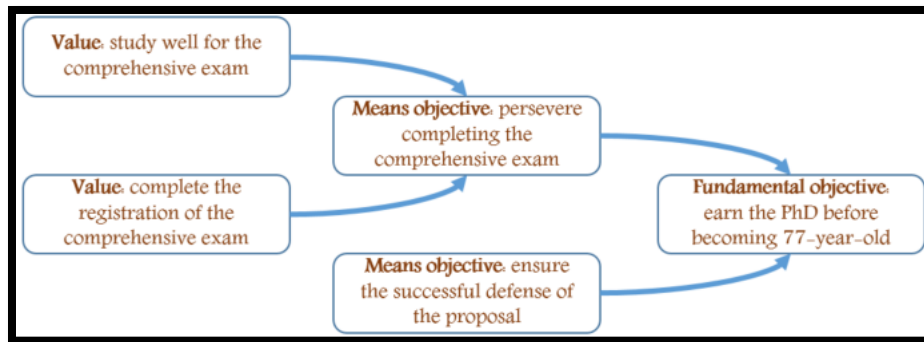 Value: study well for the
comprehensive exam
Means objective: persevere
completing the
comprehensive exam
Value: complete the
registration of the
comprehensive exam
Fundamental objective:
earn the PhD before
becoming 77-year-old
Means objective: ensure
the successful defense of
the proposal